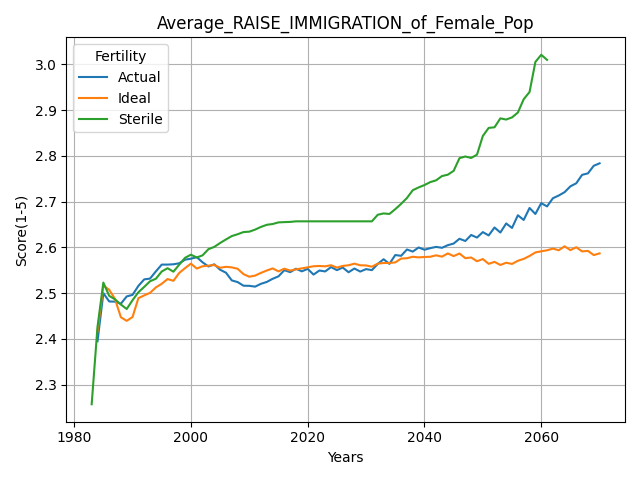 Average_RAISE_IMMIGRATION_of_Female_Pop
Fertility
Actual
Ideal
Sterile
Score(1-5)
3.0
2.9
2.8
2.7
2.6
2.5
2.4
2.3
1980
2000
2020
2040
2060
Years